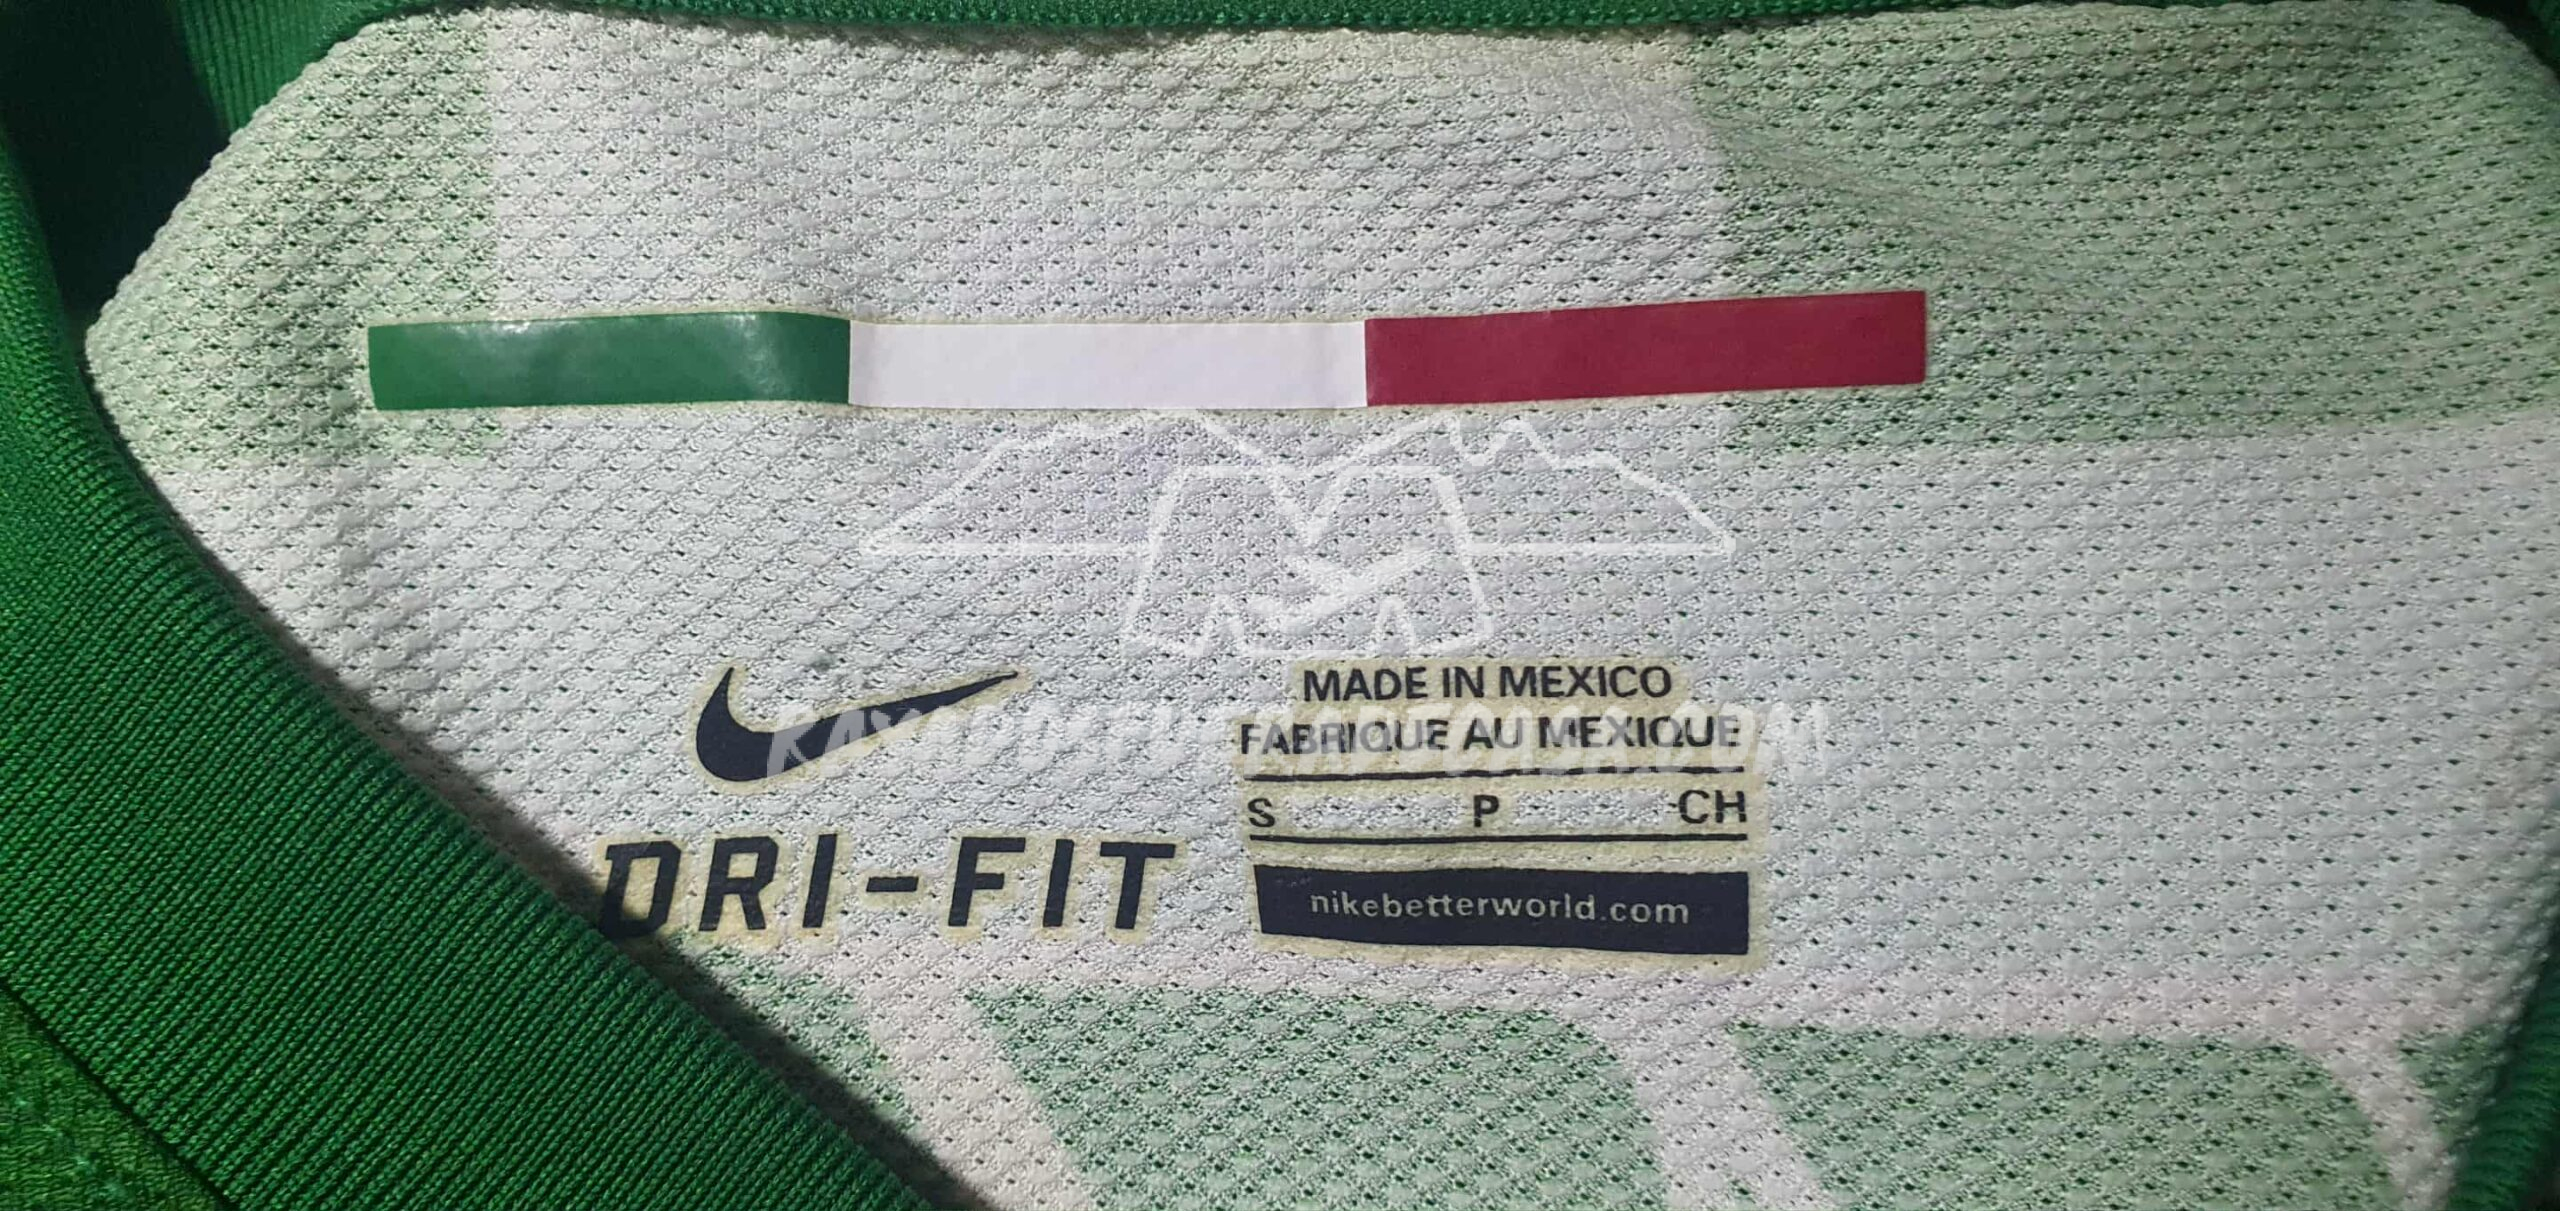 MADE IN MEXICO
FABRIQUE AU MEXIQUE
S P CH
DRI-FIT
nikebetterworld.com